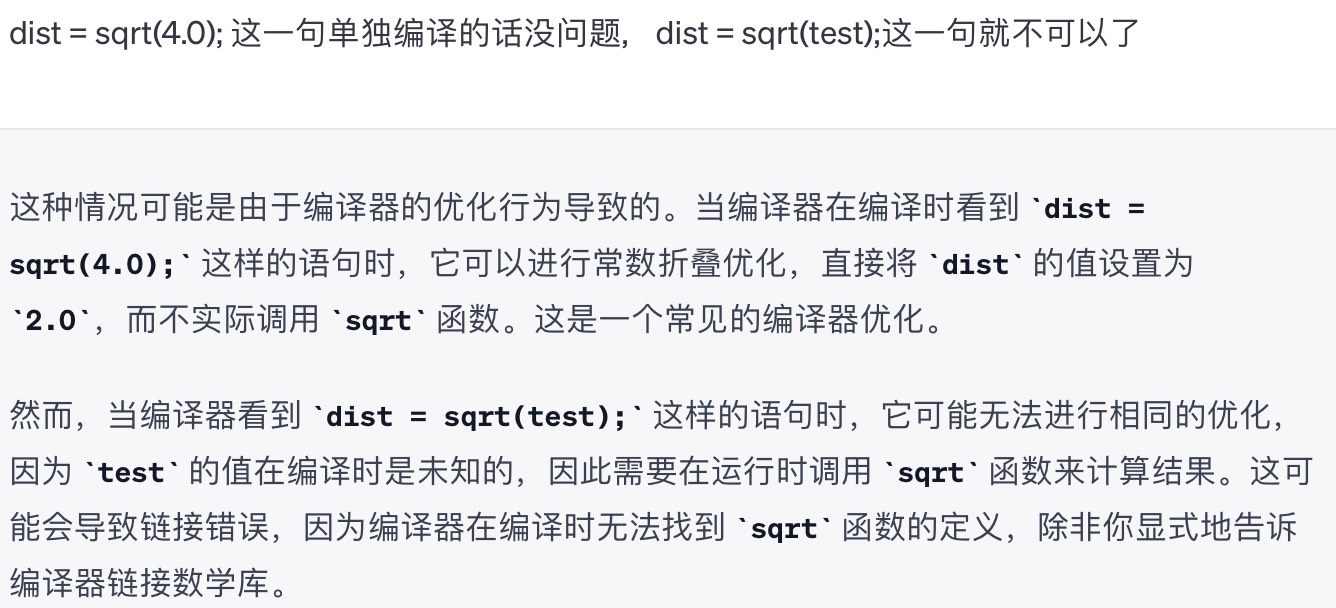 dist = sqrt(4.0); 这一句单独编译的话没问题, dist = sqrt(test);这一句就不可以了
这种情况可能是由于编译器的优化行为导致的。当编译器在编译时看到 `dist =
sqrt(4.0);` 这样的语句时，它可以进行常数折叠优化，直接将 `dist` 的值设置为
`2.0`，而不实际调用 `sqrt` 函数。这是一个常见的编译器优化。
然而，当编译器看到 `dist = sqrt(test);` 这样的语句时，它可能无法进行相同的优化，
因为 `test` 的值在编译时是未知的，因此需要在运行时调用 `sqrt` 函数来计算结果。这可
能会导致链接错误，因为编译器在编译时无法找到 `sqrt` 函数的定义，除非你显式地告诉
编译器链接数学库。